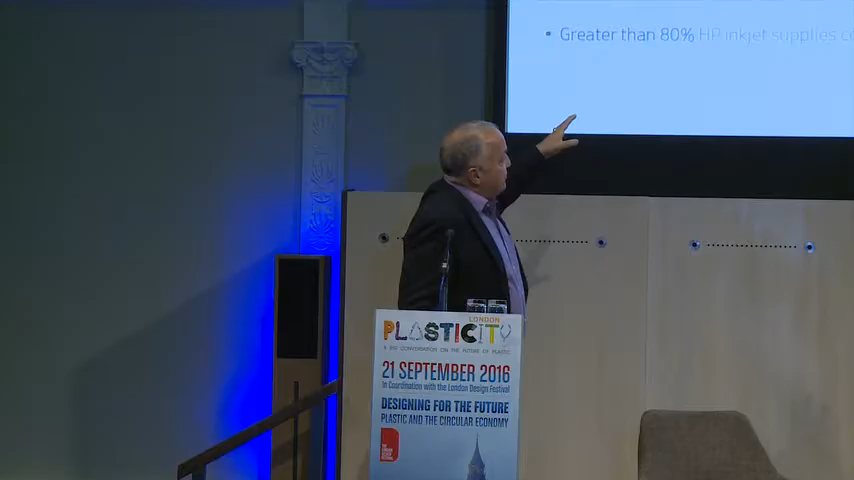 • Greater than 80% HP inkjet supplies co
LONDON
PLASTICITY
A BIG CONVERSATION ON THE FUTURE OF PLASTIC
21 SEPTEMBER 2016
In Coordination with the London Design Festival
DESIGNING FOR THE FUTURE
PLASTIC AND THE CIRCULAR ECONOMY